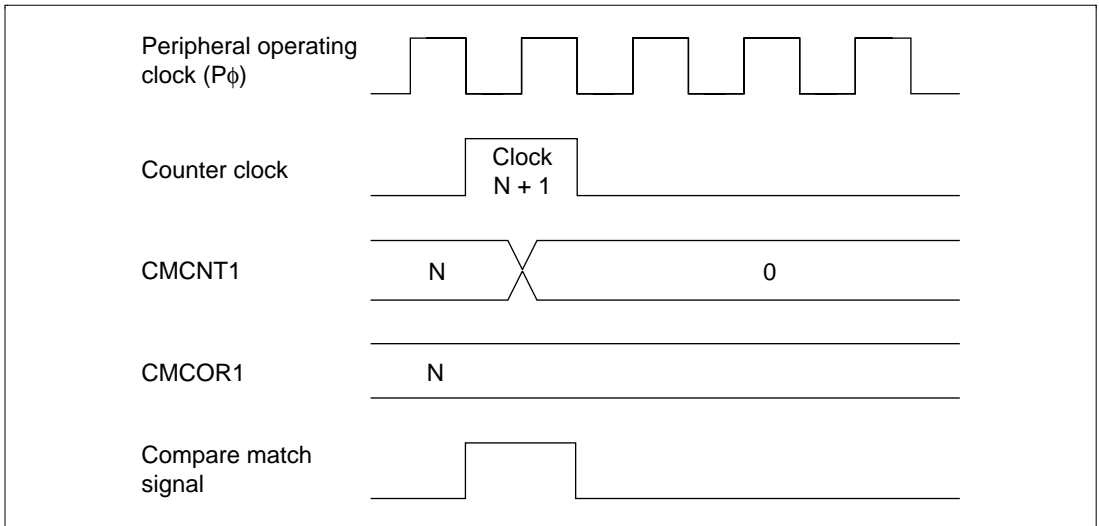 Peripheral operating
clock (Pϕ)
Counter clock
Clock
N + 1
CMCNT1
N
0
CMCOR1
N
Compare match
signal